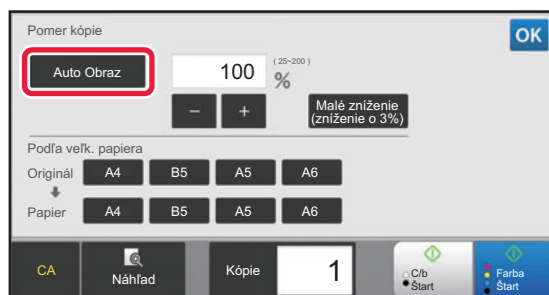 Pomer kópie
OK
Auto Obraz
100
(25~200)
%
−
+
Malé zníženie
(zníženie o 3%)
Podľa veľk. papiera
Originál
A4
B5
A5
A6
Papier
A4
B5
A5
A6
CA
Náhľad
Kópie
1
C/b
Štart
Farba
Štart